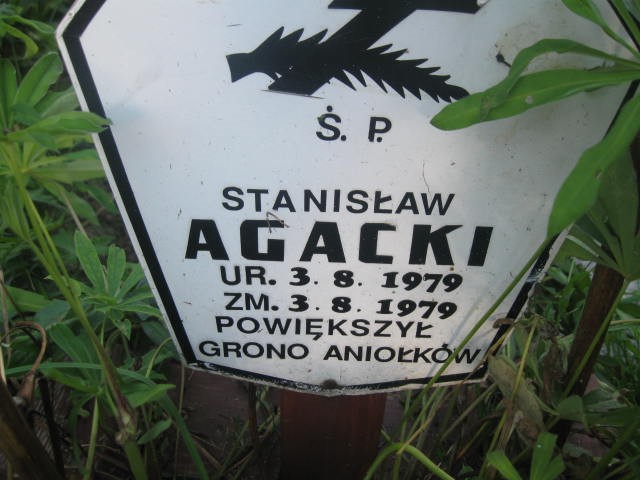 Ś. P.
STANISŁAW
AGACKI
UR. 3. 8. 1979
ZM. 3. 8. 1979
POWIĘKSZYŁ
GRONO ANIOŁKÓW